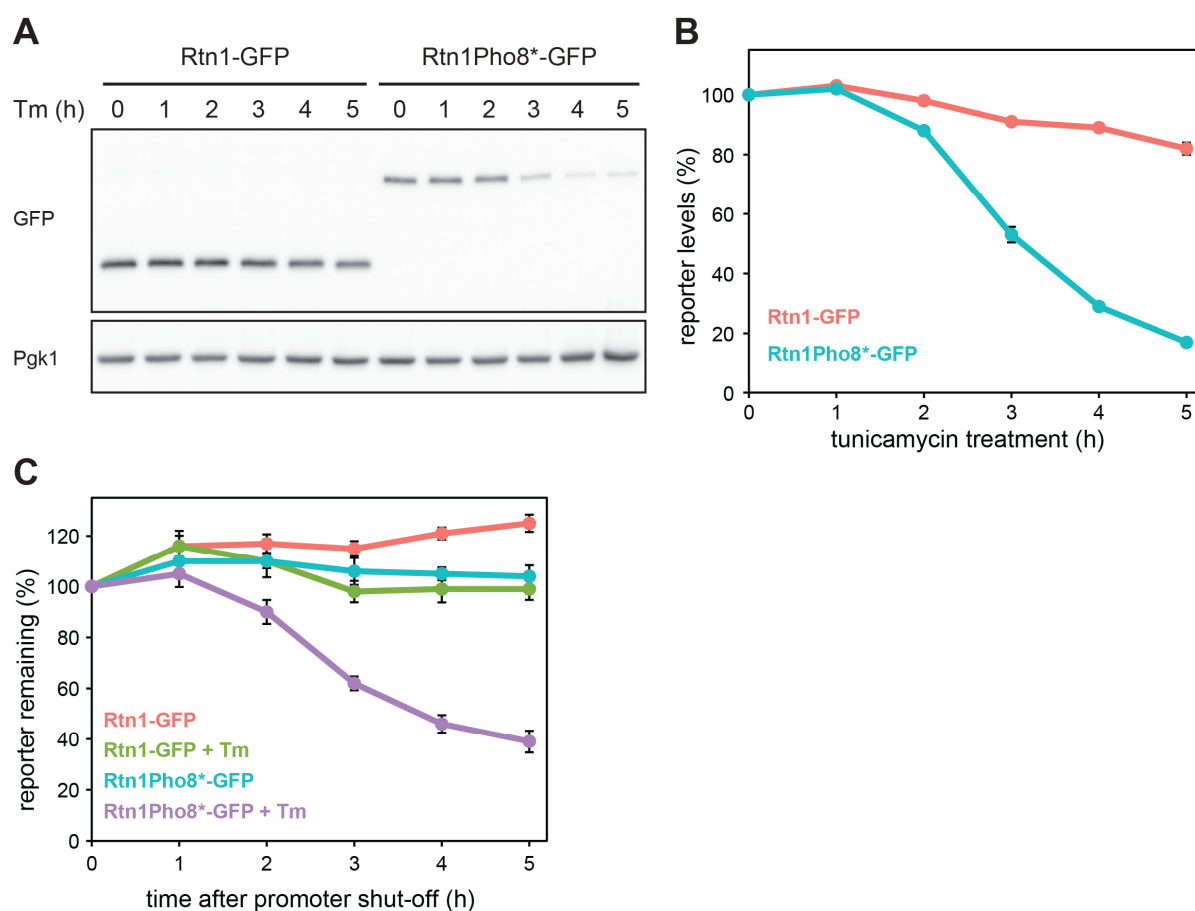 A
Rtn1-GFP Rtn1Pho8*-GFP
Tm (h) 0 1 2 3 4 5 0 1 2 3 4 5
GFP
Pgk1
B
reporter levels (%)
100
80
60
40
20
0
Rtn1-GFP
Rtn1Pho8*-GFP
0 1 2 3 4 5
tunicamycin treatment (h)
C
reporter remaining (%)
120
100
80
60
40
20
0
Rtn1-GFP
Rtn1-GFP + Tm
Rtn1Pho8*-GFP
Rtn1Pho8*-GFP + Tm
0 1 2 3 4 5
time after promoter shut-off (h)